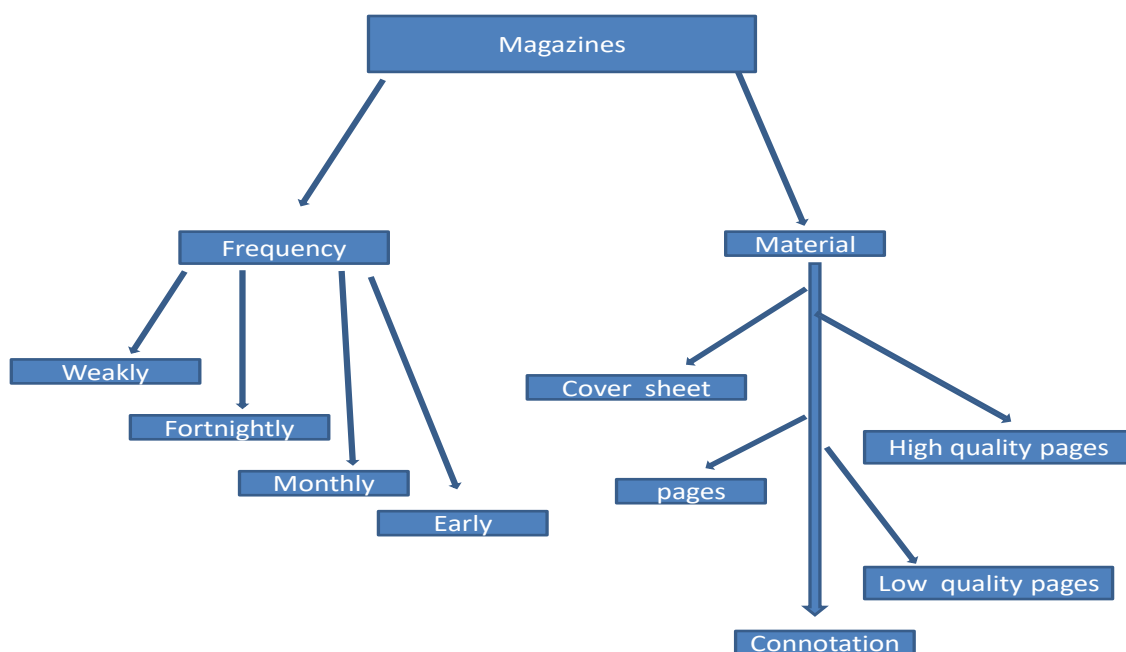 Magazines
Frequency
Material
Weakly
Cover sheet
Fortnightly
High quality pages
Monthly
pages
Early
Low quality pages
Connotation